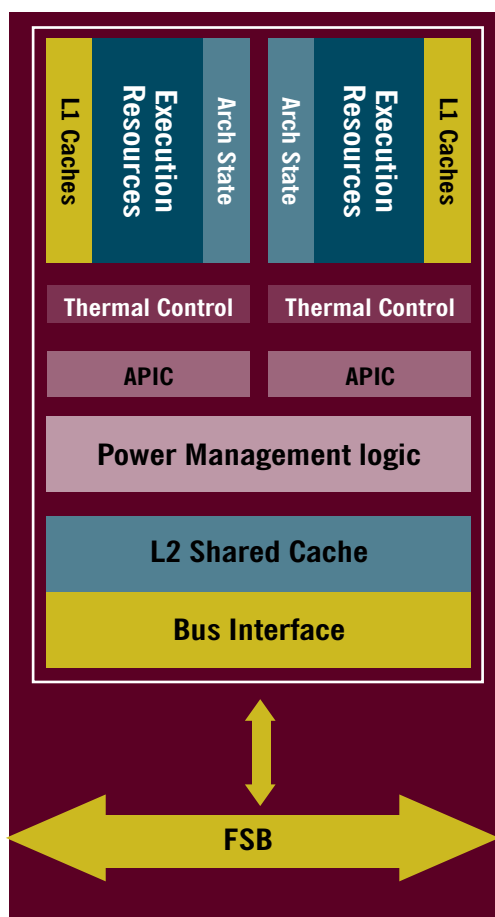 L1 Caches
Execution
Resources
Arch State
Arch State
Execution
Resources
L1 Caches
Thermal Control
Thermal Control
APIC
APIC
Power Management logic
L2 Shared Cache
Bus Interface
FSB